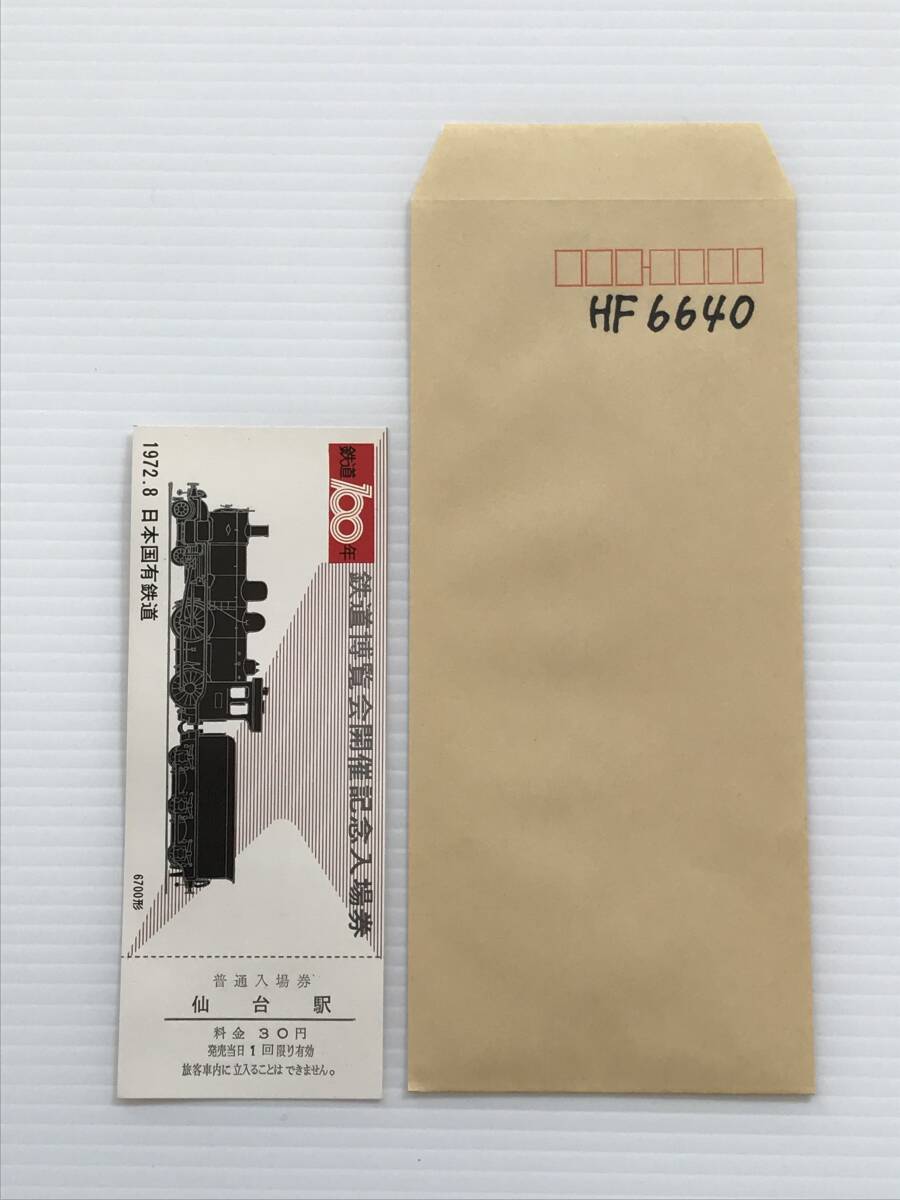 鉄道100年
鉄道博覧会開催記念入場券
1972.8 日本国有鉄道
6700形
普通入場券
仙台駅
料金 30円
発売当日1回限り有効
旅客車内に立入ることはできません。
HF6640